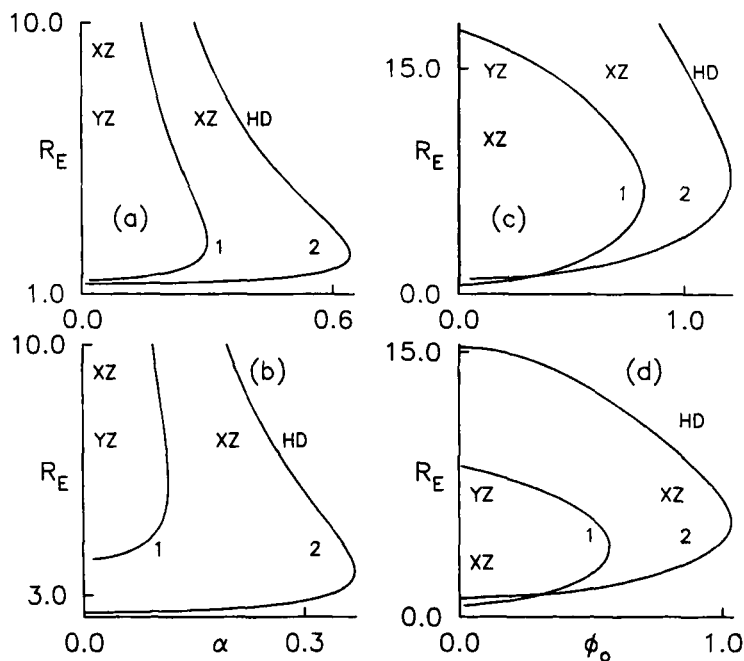 10.0
XZ
YZ
XZ
HD
R_E
(a)
1
2
1.0
0.0
0.6
15.0
YZ
XZ
HD
XZ
R_E
(c)
1
2
0.0
0.0
1.0
10.0
XZ
(b)
YZ
XZ
HD
R_E
1
2
3.0
0.0
α
0.3
15.0
(d)
HD
R_E
YZ
XZ
1
2
XZ
0.0
0.0
ϕ₀
1.0